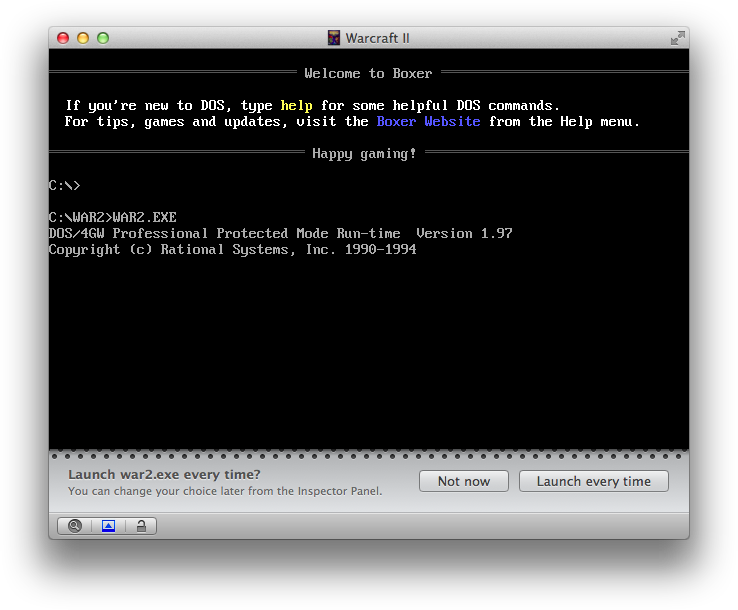 Warcraft II
Welcome to Boxer
If you're new to DOS, type help for some helpful DOS commands.
For tips, games and updates, visit the Boxer Website from the Help menu.
Happy gaming!
C:\>
C:\WAR2>WAR2.EXE
DOS/4GW Professional Protected Mode Run-time  Version 1.97
Copyright (c) Rational Systems, Inc. 1990-1994
Launch war2.exe every time?
You can change your choice later from the Inspector Panel.
Not now
Launch every time